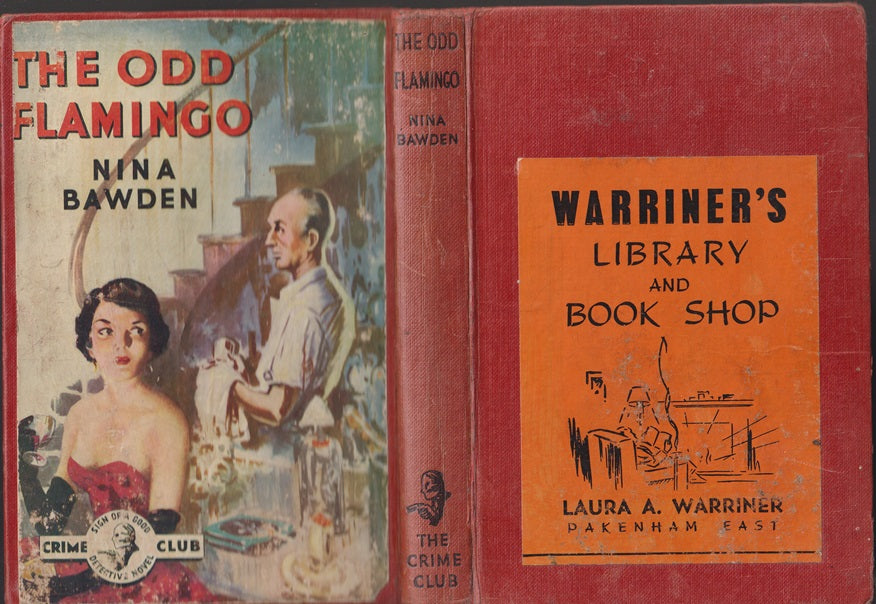 THE ODD
FLAMINGO
NINA
BAWDEN
SIGN OF A GOOD
CRIME CLUB
DETECTIVE NOVEL
THE ODD
FLAMINGO
NINA
BAWDEN
THE
CRIME
CLUB
WARRINER'S
LIBRARY
AND
BOOK SHOP
LAURA A. WARRINER
PAKENHAM EAST